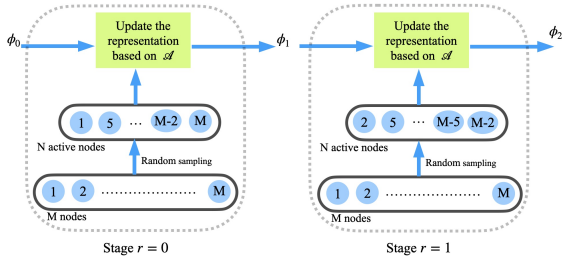 ϕ₀
Update the
representation
based on 𝒜
ϕ₁
1 5 ... M-2 M
N active nodes
Random sampling
1 2 ........................ M
M nodes
Stage r = 0
Update the
representation
based on 𝒜
ϕ₂
2 5 ... M-5 M-2
N active nodes
Random sampling
1 2 ........................ M
M nodes
Stage r = 1